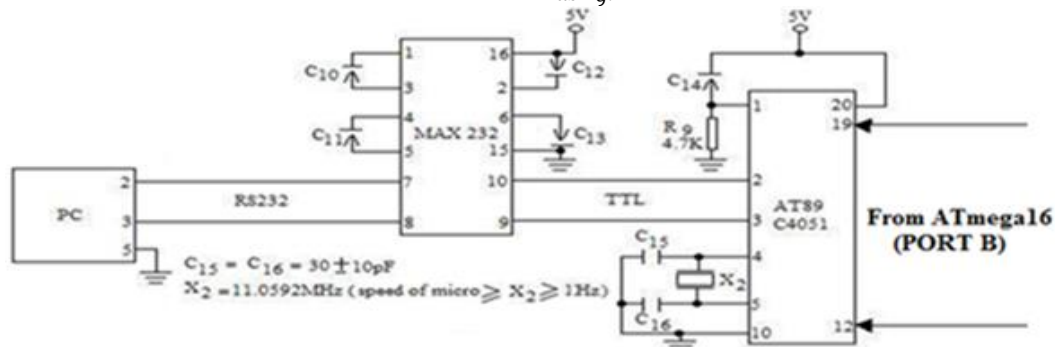 5V
5V
1
16
C10
C12
3
2
C14
4
6
1
20
19
C11
MAX 232
C13
R9
4.7K
5
15
2
7
10
2
PC
RS232
TTL
AT89
C4051
3
8
9
3
From ATmega16
(PORT B)
5
C15
4
C15 = C16 = 30 ± 10pF
X2
X2 = 11.0592MHz ( speed of micro ≥ X2 ≥ 1Hz)
5
C16
10
12